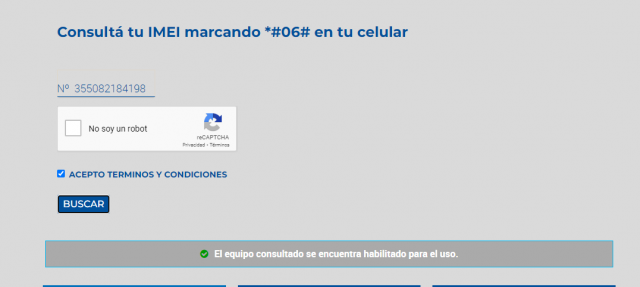 Consultá tu IMEI marcando *#06# en tu celular
Nº 355082184198
No soy un robot
reCAPTCHA
Privacidad - Términos
ACEPTO TERMINOS Y CONDICIONES
BUSCAR
El equipo consultado se encuentra habilitado para el uso.